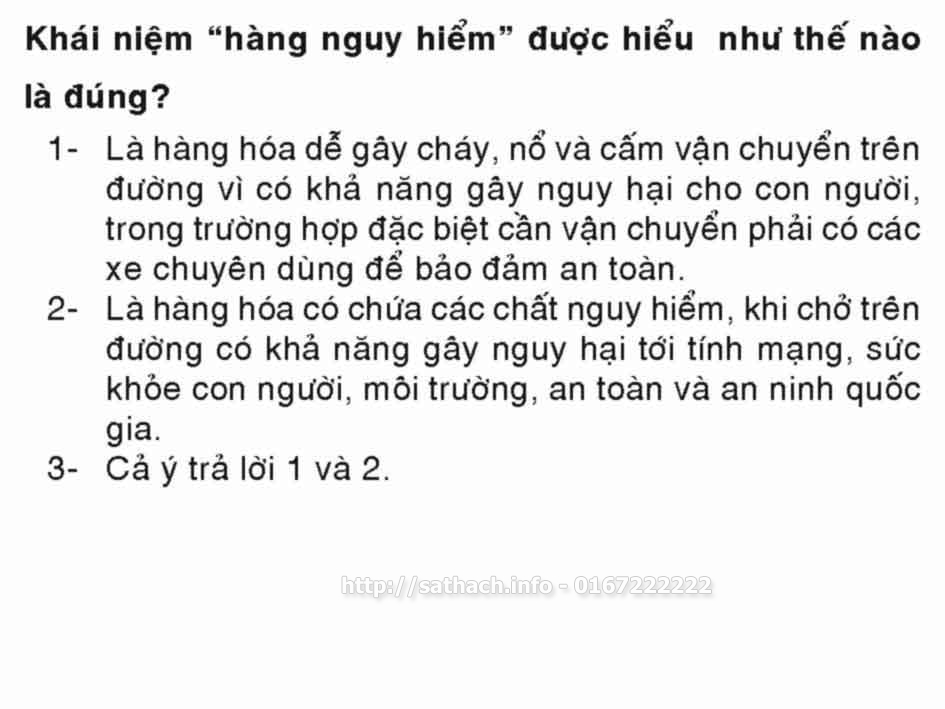 Khái niệm “hàng nguy hiểm” được hiểu như thế nào
là đúng?
1- Là hàng hóa dễ gây cháy, nổ và cấm vận chuyển trên
đường vì có khả năng gây nguy hại cho con người,
trong trường hợp đặc biệt cần vận chuyển phải có các
xe chuyên dùng để bảo đảm an toàn.
2- Là hàng hóa có chứa các chất nguy hiểm, khi chở trên
đường có khả năng gây nguy hại tới tính mạng, sức
khỏe con người, môi trường, an toàn và an ninh quốc
gia.
3- Cả ý trả lời 1 và 2.
http://sathach.info - 0167222222